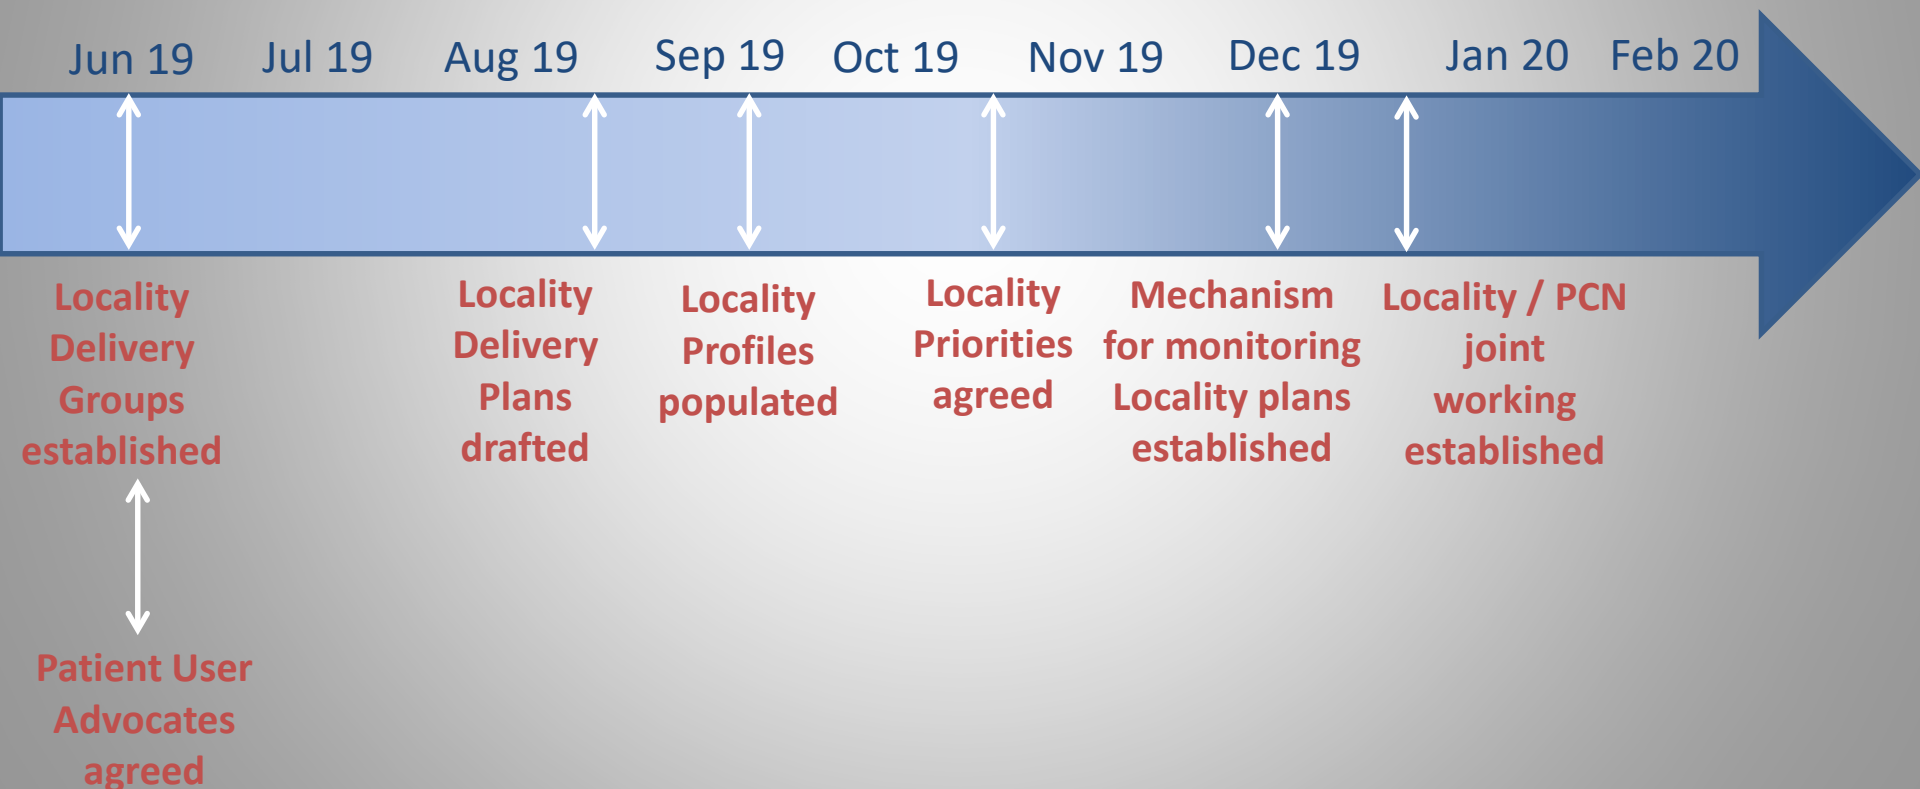 Jun 19 Jul 19 Aug 19 Sep 19 Oct 19 Nov 19 Dec 19 Jan 20 Feb 20
Locality
Delivery
Groups
established
Patient User
Advocates
agreed
Locality
Delivery
Plans
drafted
Locality
Profiles
populated
Locality
Priorities
agreed
Mechanism
for monitoring
Locality plans
established
Locality / PCN
joint
working
established